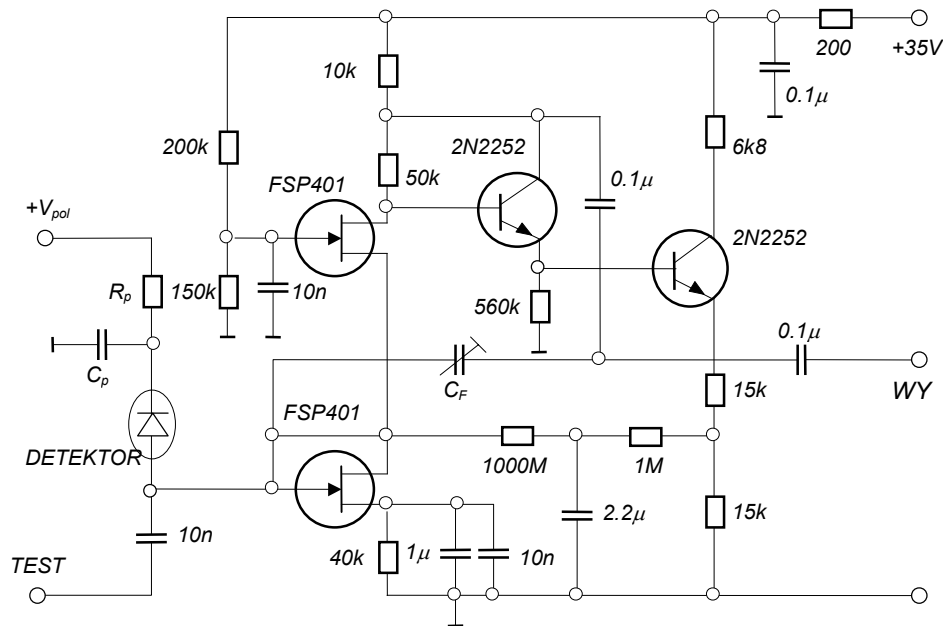 200
+35V
10k
0.1μ
200k
2N2252
6k8
FSP401
50k
0.1μ
+Vpol
2N2252
Rp
150k
10n
560k
0.1μ
Cp
CF
WY
FSP401
15k
DETEKTOR
1000M
1M
10n
2.2μ
15k
TEST
40k
1μ
10n